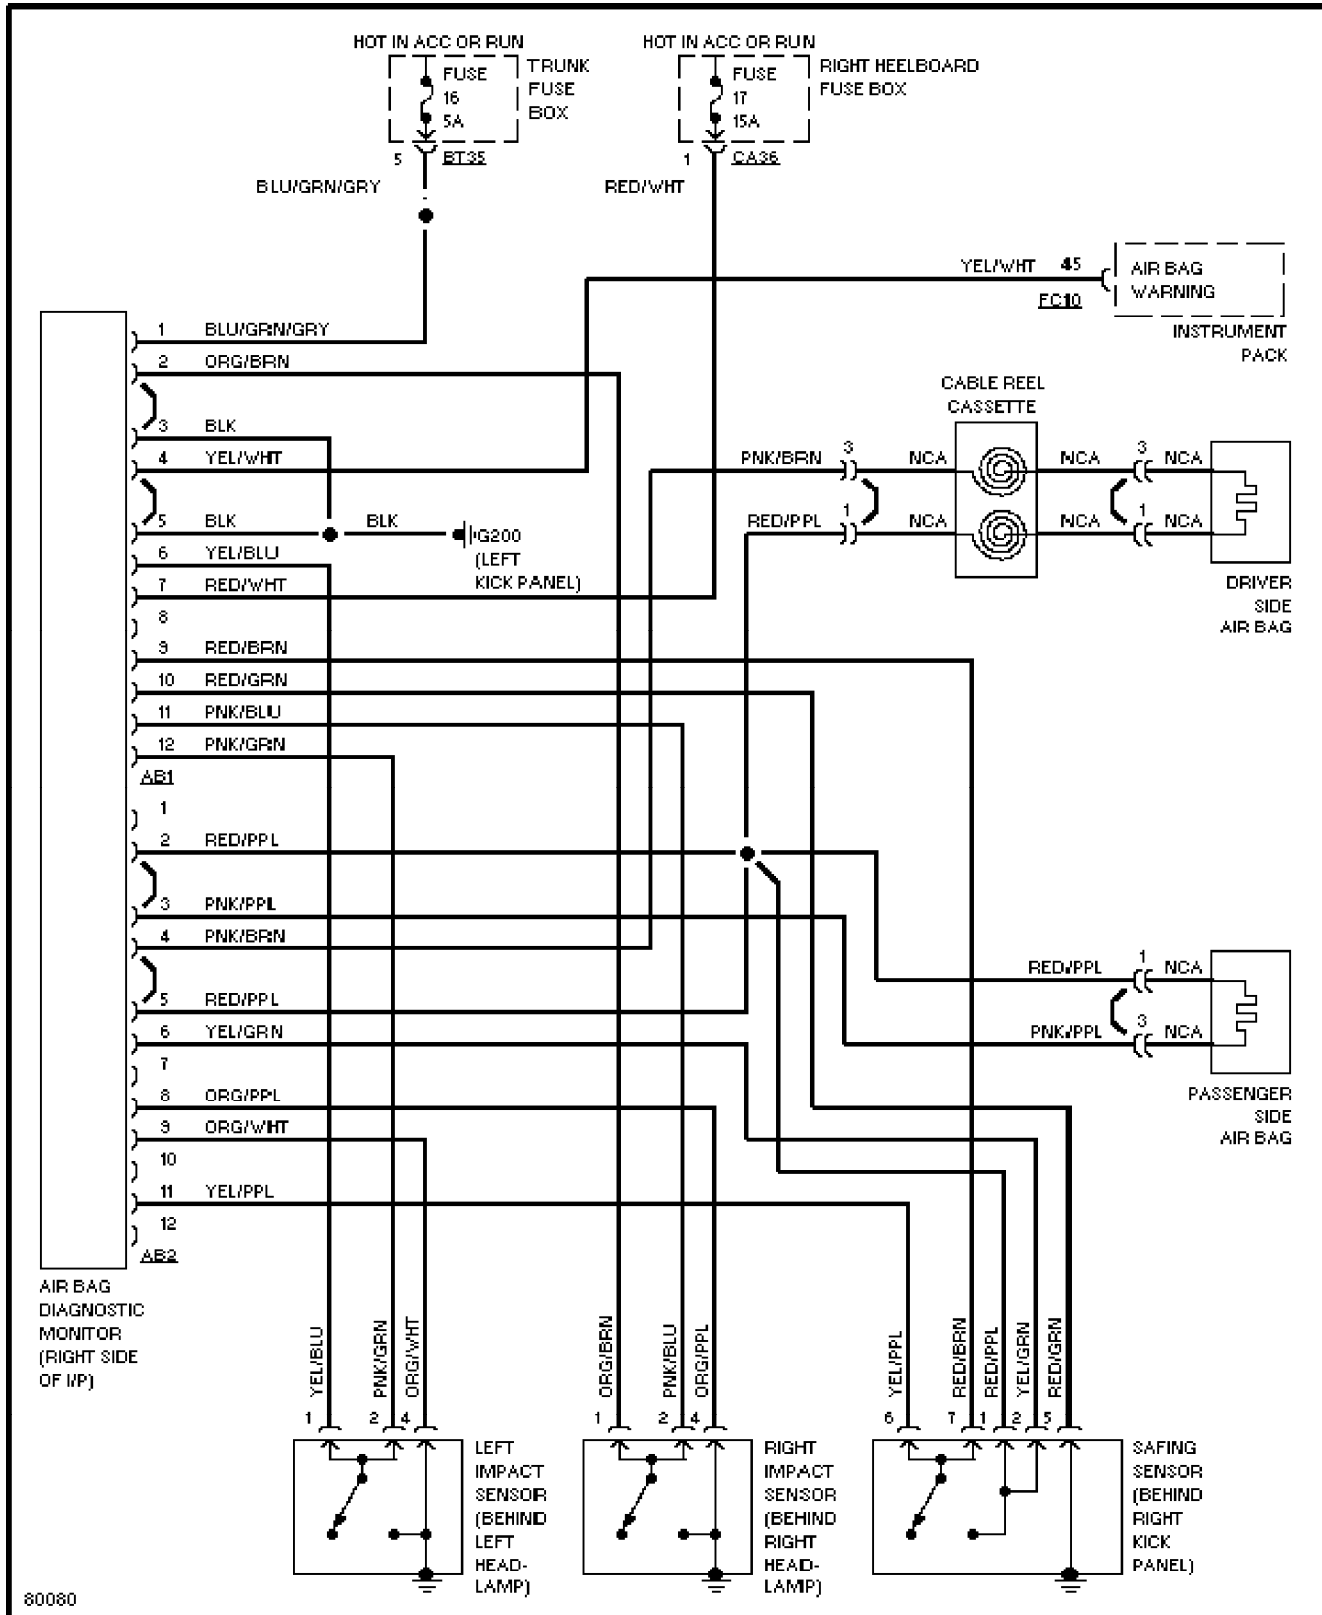 HOT IN ACC OR RUN
HOT IN ACC OR RUN
FUSE
16
5A
TRUNK
FUSE
BOX
FUSE
17
15A
RIGHT HEELBOARD
FUSE BOX
5 BT35
1 CA36
BLU/GRN/GRY
RED/WHT
YEL/WHT 45
FC10
AIR BAG
WARNING
INSTRUMENT
PACK
1 BLU/GRN/GRY
2 ORG/BRN
3 BLK
4 YEL/WHT
5 BLK
BLK
G200
(LEFT
KICK PANEL)
6 YEL/BLU
7 RED/WHT
8
9 RED/BRN
10 RED/GRN
11 PNK/BLU
12 PNK/GRN
AB1
CABLE REEL
CASSETTE
PNK/BRN 3 NCA
NCA 3 NCA
RED/PPL 1 NCA
NCA 1 NCA
DRIVER
SIDE
AIR BAG
1
2 RED/PPL
3 PNK/PPL
4 PNK/BRN
5 RED/PPL
6 YEL/GRN
7
8 ORG/PPL
9 ORG/WHT
10
11 YEL/PPL
12
AB2
RED/PPL 1 NCA
PNK/PPL 3 NCA
PASSENGER
SIDE
AIR BAG
AIR BAG
DIAGNOSTIC
MONITOR
(RIGHT SIDE
OF I/P)
YEL/BLU
PNK/GRN
ORG/WHT
ORG/BRN
PNK/BLU
ORG/PPL
YEL/PPL
RED/BRN
RED/PPL
YEL/GRN
RED/GRN
1 2 4
1 2 4
6 7 1 2 5
LEFT
IMPACT
SENSOR
(BEHIND
LEFT
HEAD-
LAMP)
RIGHT
IMPACT
SENSOR
(BEHIND
RIGHT
HEAD-
LAMP)
SAFING
SENSOR
(BEHIND
RIGHT
KICK
PANEL)
80080